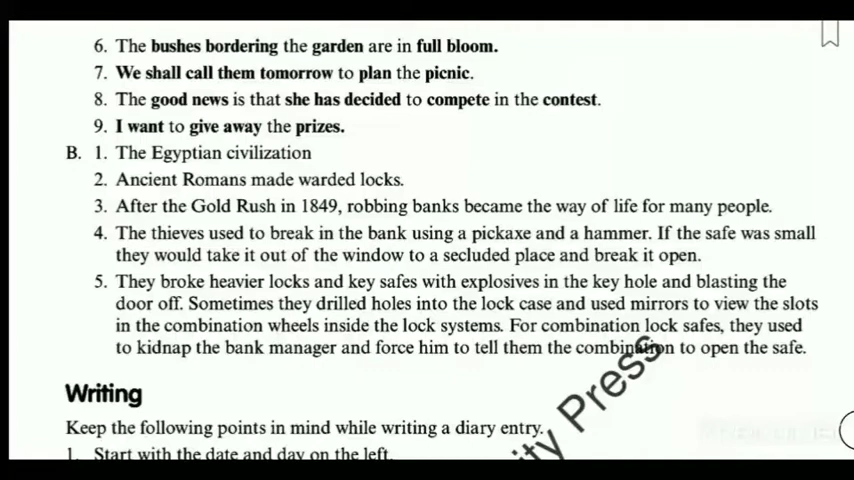 6. The bushes bordering the garden are in full bloom.
7. We shall call them tomorrow to plan the picnic.
8. The good news is that she has decided to compete in the contest.
9. I want to give away the prizes.
B. 1. The Egyptian civilization
2. Ancient Romans made warded locks.
3. After the Gold Rush in 1849, robbing banks became the way of life for many people.
4. The thieves used to break in the bank using a pickaxe and a hammer. If the safe was small
they would take it out of the window to a secluded place and break it open.
5. They broke heavier locks and key safes with explosives in the key hole and blasting the
door off. Sometimes they drilled holes into the lock case and used mirrors to view the slots
in the combination wheels inside the lock systems. For combination lock safes, they used
to kidnap the bank manager and force him to tell them the combination to open the safe.
Writing
Keep the following points in mind while writing a diary entry.
1. Start with the date and day on the left.
ity Press